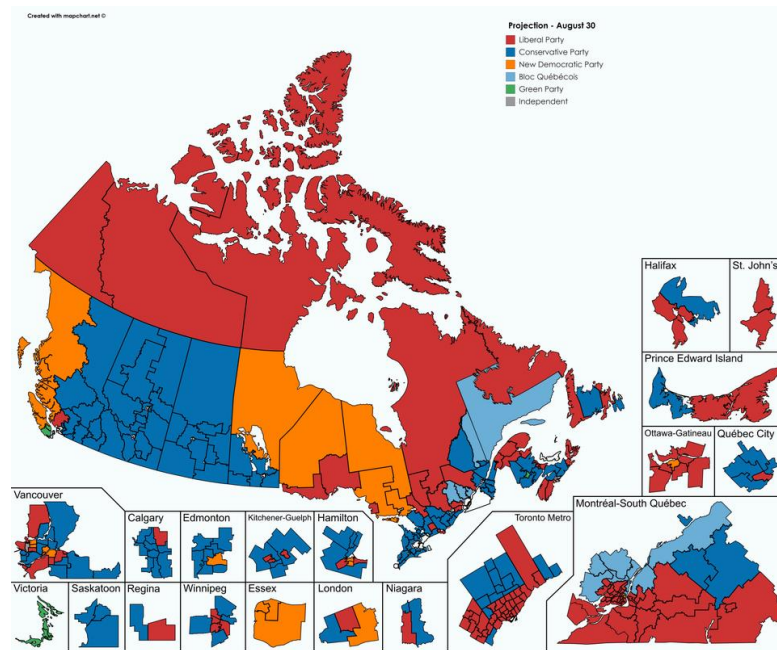 Created with mapchart.net ©
Projection - August 30
Liberal Party
Conservative Party
New Democratic Party
Bloc Québécois
Green Party
Independent
Halifax
St. John's
Prince Edward Island
Ottawa-Gatineau
Québec City
Vancouver
Calgary
Edmonton
Kitchener-Guelph
Hamilton
Toronto Metro
Montréal-South Québec
Victoria
Saskatoon
Regina
Winnipeg
Essex
London
Niagara